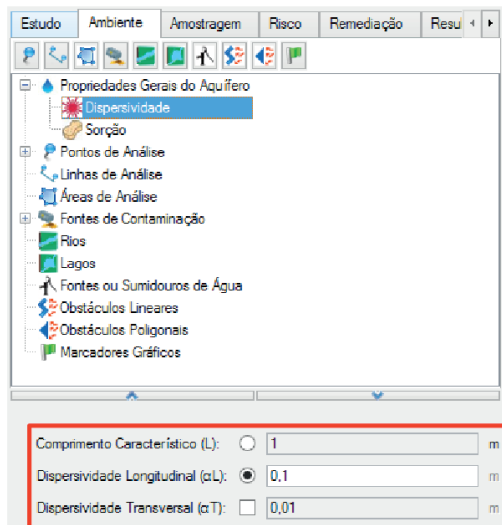 Estudo Ambiente Amostragem Risco Remediação Resul
Propriedades Gerais do Aquífero
Dispersividade
Sorção
Pontos de Análise
Linhas de Análise
Áreas de Análise
Fontes de Contaminação
Rios
Lagos
Fontes ou Sumidouros de Água
Obstáculos Lineares
Obstáculos Poligonais
Marcadores Gráficos
Comprimento Característico (L): 1 m
Dispersividade Longitudinal (αL): 0,1 m
Dispersividade Transversal (αT): 0,01 m